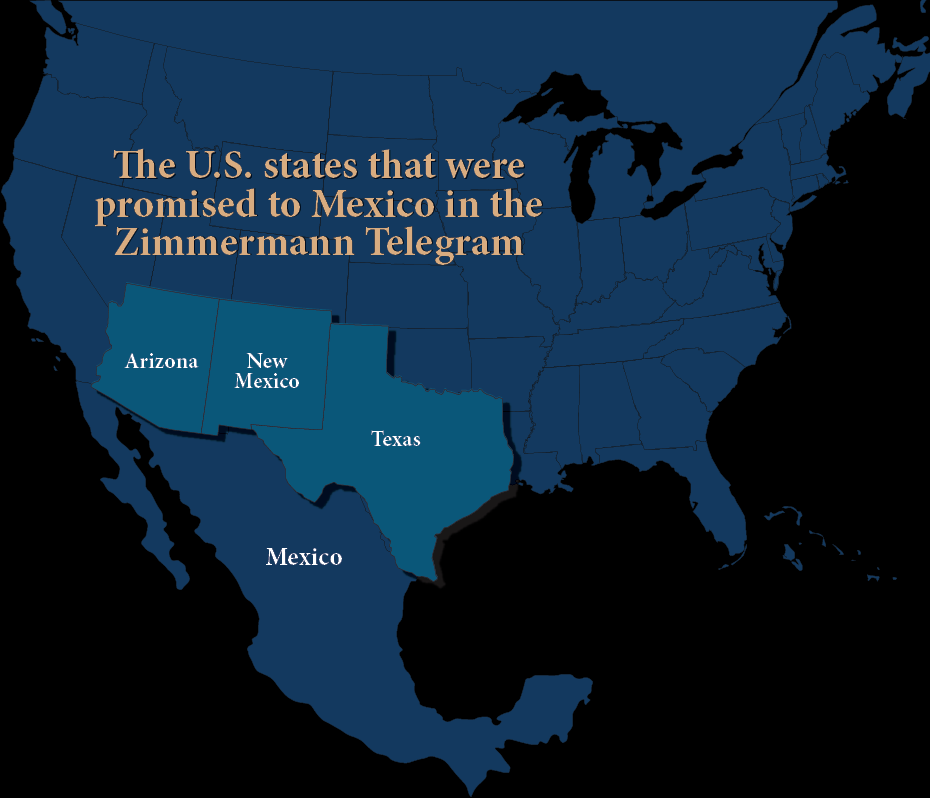 The U.S. states that were
promised to Mexico in the
Zimmermann Telegram
Arizona
New
Mexico
Texas
Mexico